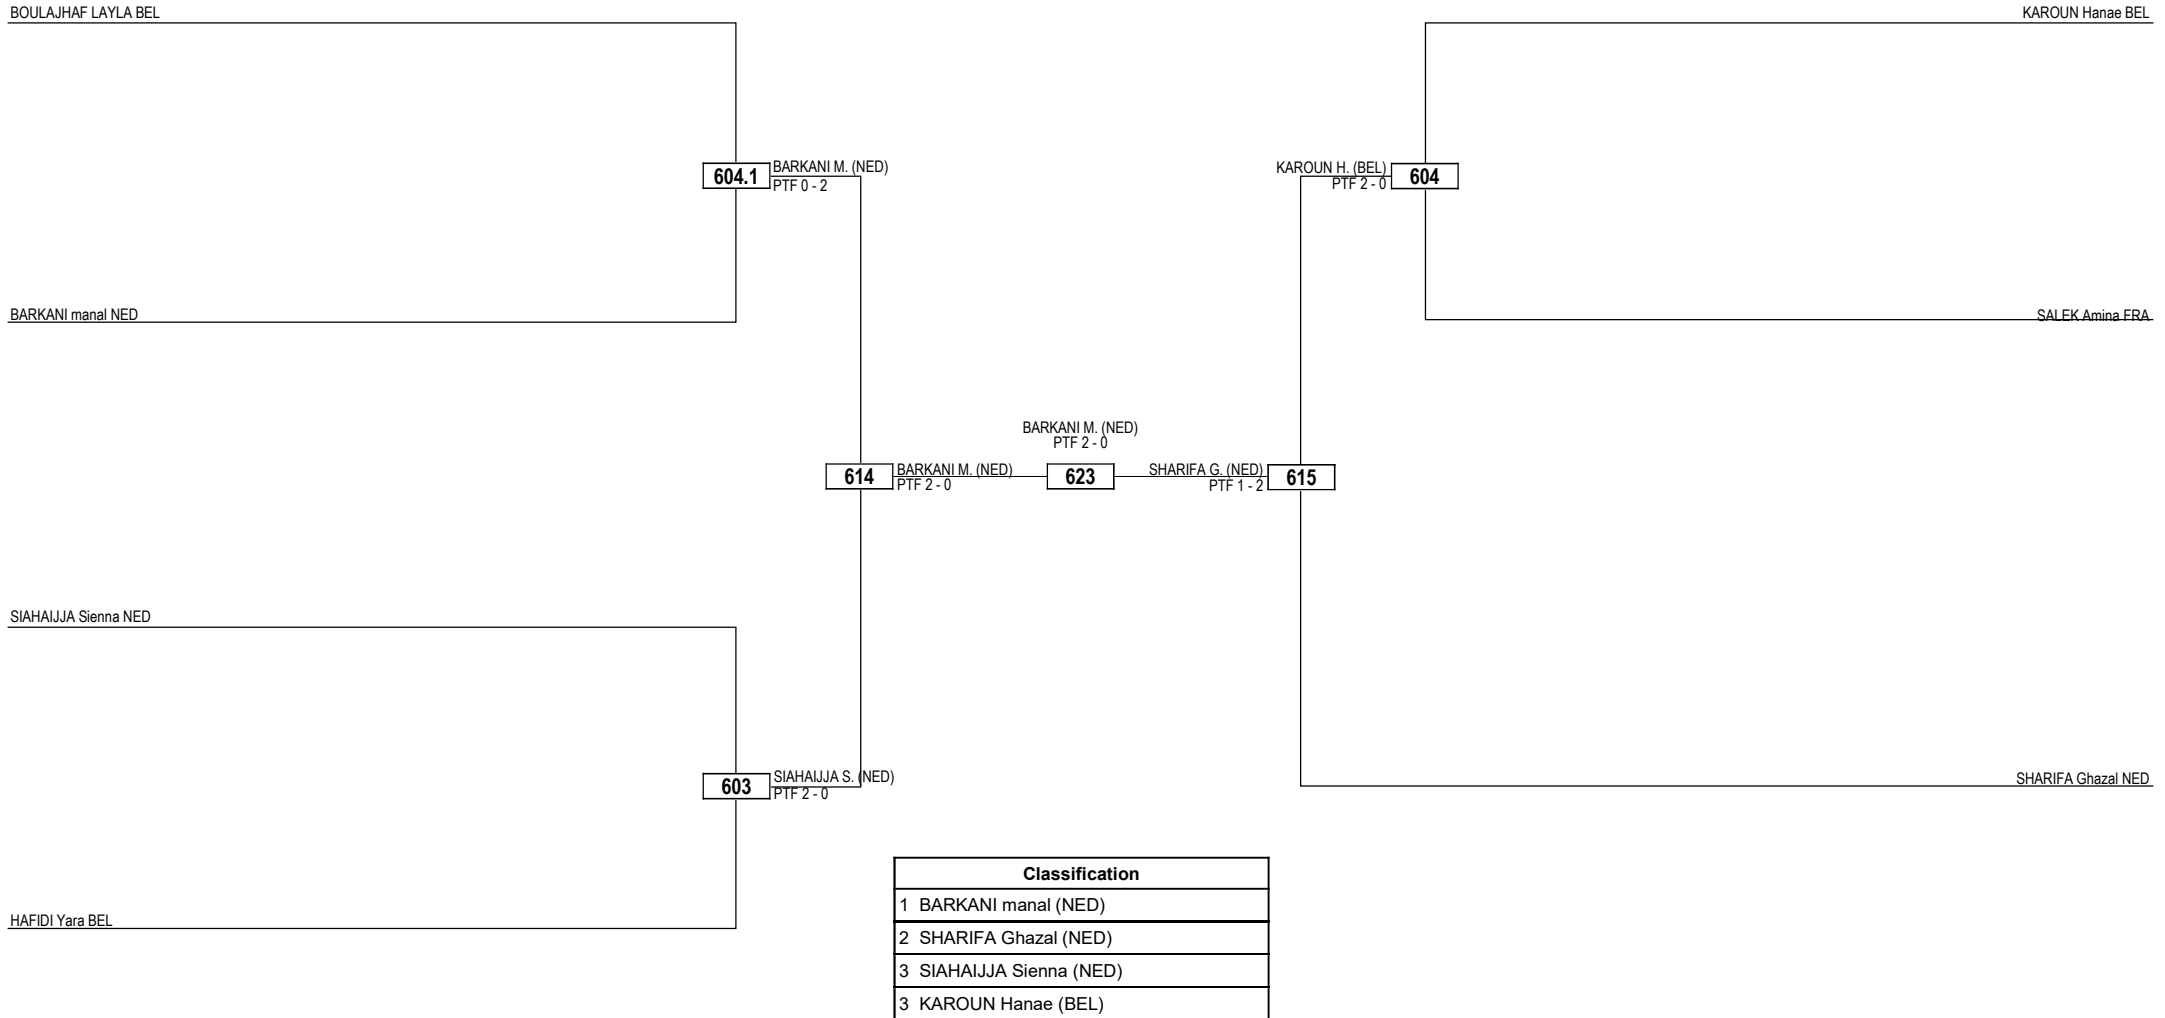 BOULAJHAF LAYLA BEL
KAROUN Hanae BEL
604.1
BARKANI M. (NED)
PTF 0 - 2
KAROUN H. (BEL)
PTF 2 - 0
604
BARKANI manal NED
SALEK Amina FRA
BARKANI M. (NED)
PTF 2 - 0
614
BARKANI M. (NED)
PTF 2 - 0
623
SHARIFA G. (NED)
PTF 1 - 2
615
SIAHAIJJA Sienna NED
603
SIAHAIJJA S. (NED)
PTF 2 - 0
SHARIFA Ghazal NED
HAFIDI Yara BEL
Classification
1 BARKANI manal (NED)
2 SHARIFA Ghazal (NED)
3 SIAHAIJJA Sienna (NED)
3 KAROUN Hanae (BEL)